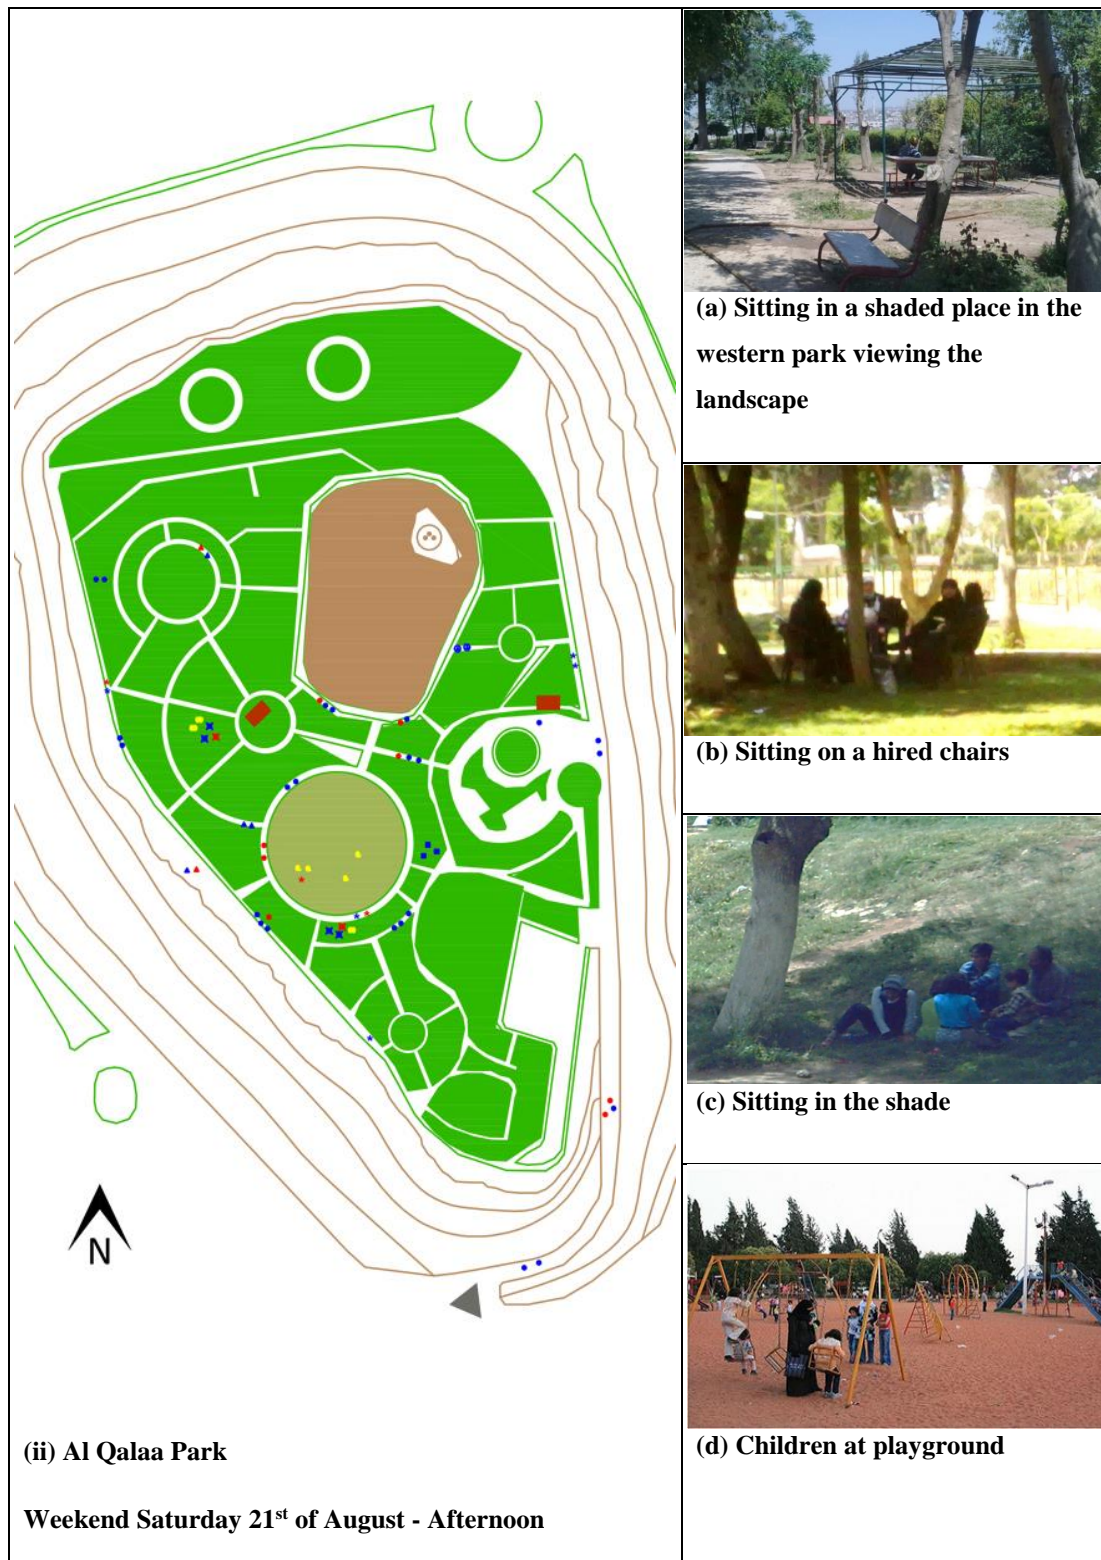 (a) Sitting in a shaded place in the
western park viewing the
landscape
(b) Sitting on a hired chairs
(c) Sitting in the shade
N
(d) Children at playground
(ii) Al Qalaa Park
Weekend Saturday 21st of August - Afternoon